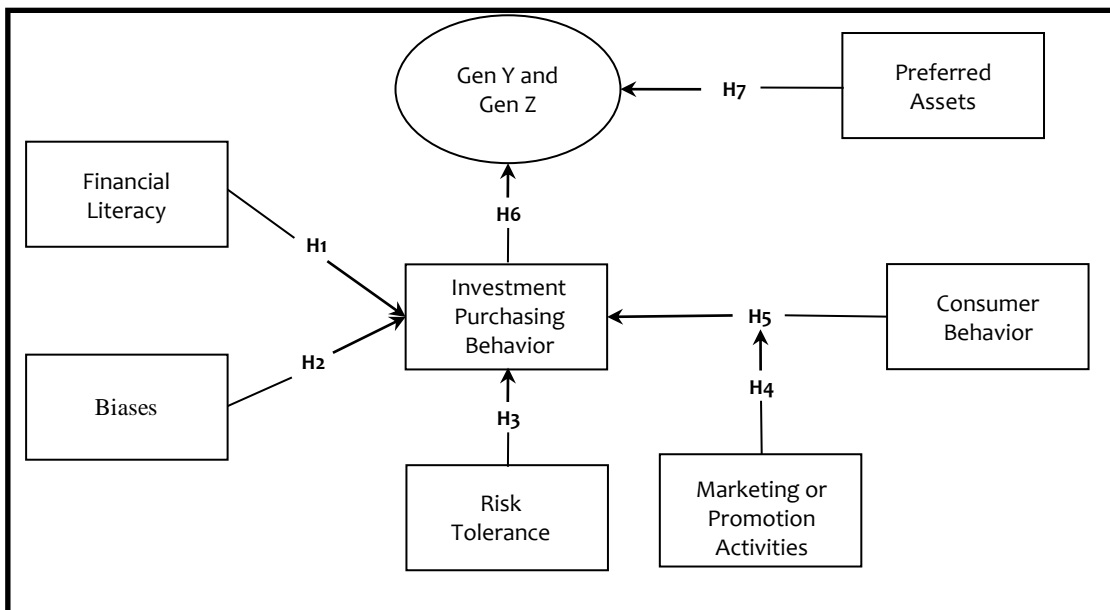 Gen Y and
Gen Z
H7
Preferred
Assets
Financial
Literacy
H1
H6
Investment
Purchasing
Behavior
H5
Consumer
Behavior
H2
Biases
H3
H4
Risk
Tolerance
Marketing or
Promotion
Activities